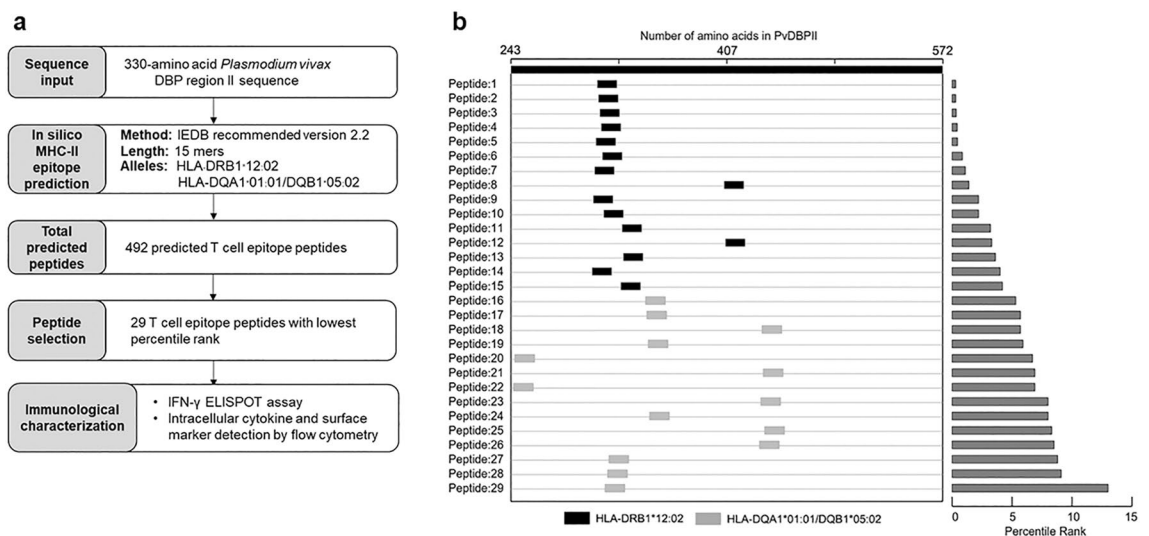 a
Sequence
input
330-amino acid Plasmodium vivax
DBP region II sequence
In silico
MHC-II
epitope
prediction
Method: IEDB recommended version 2.2
Length: 15 mers
Alleles: HLA-DRB1·12:02
HLA-DQA1·01:01/DQB1·05:02
Total
predicted
peptides
492 predicted T cell epitope peptides
Peptide
selection
29 T cell epitope peptides with lowest
percentile rank
Immunological
characterization
• IFN-γ ELISPOT assay
• Intracellular cytokine and surface
marker detection by flow cytometry
b
Number of amino acids in PvDBPII
243 407 572
Peptide:1
Peptide:2
Peptide:3
Peptide:4
Peptide:5
Peptide:6
Peptide:7
Peptide:8
Peptide:9
Peptide:10
Peptide:11
Peptide:12
Peptide:13
Peptide:14
Peptide:15
Peptide:16
Peptide:17
Peptide:18
Peptide:19
Peptide:20
Peptide:21
Peptide:22
Peptide:23
Peptide:24
Peptide:25
Peptide:26
Peptide:27
Peptide:28
Peptide:29
HLA-DRB1*12:02 HLA-DQA1*01:01/DQB1*05:02
0 5 10 15
Percentile Rank